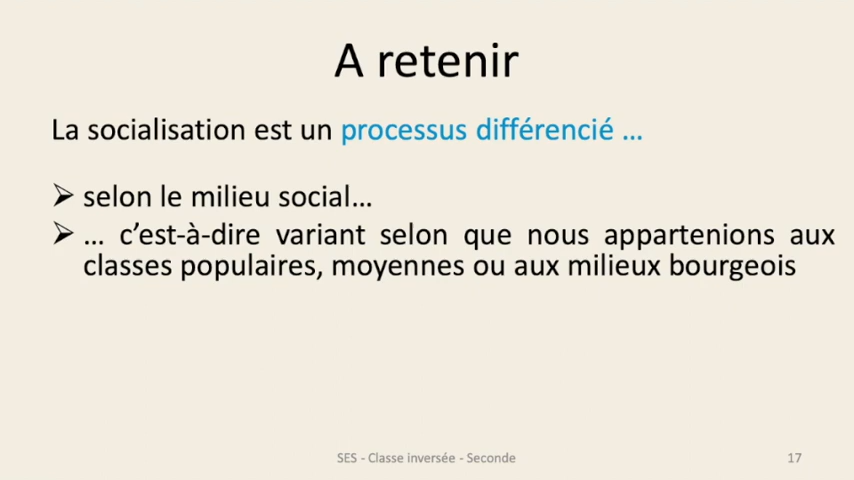 A retenir
La socialisation est un processus différencié ...
➢ selon le milieu social...
➢ ... c’est-à-dire variant selon que nous appartenions aux
classes populaires, moyennes ou aux milieux bourgeois
SES - Classe inversée - Seconde
17